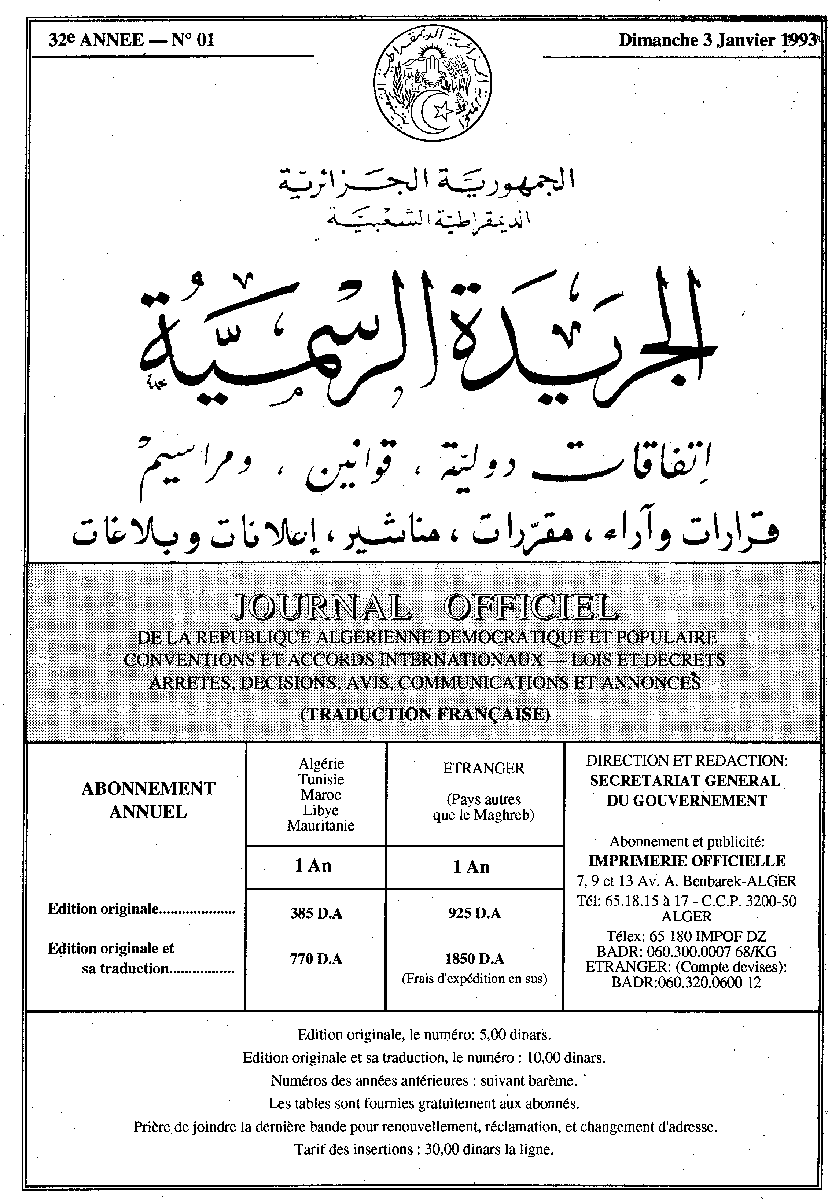 32e ANNEE — N° 01
Dimanche 3 Janvier 1993
الجمهورية الجزائرية
الديمقراطية الشعبية
الجريدة الرسمية
إتفاقات دولية ، قوانين ، ومراسيم
قرارات وآراء ، مقررات ، مناشير ، إعلانات وبلاغات
JOURNAL OFFICIEL
DE LA REPUBLIQUE ALGERIENNE DEMOCRATIQUE ET POPULAIRE
CONVENTIONS ET ACCORDS INTERNATIONAUX — LOIS ET DECRETS
ARRETES, DECISIONS, AVIS, COMMUNICATIONS ET ANNONCES
(TRADUCTION FRANÇAISE)
ABONNEMENT
ANNUEL
Algérie
Tunisie
Maroc
Libye
Mauritanie
ETRANGER
(Pays autres
que le Maghreb)
1 An
1 An
Edition originale.................... 385 D.A 925 D.A
Edition originale et
sa traduction................. 770 D.A 1850 D.A
(Frais d'expédition en sus)
DIRECTION ET REDACTION:
SECRETARIAT GENERAL
DU GOUVERNEMENT
Abonnement et publicité:
IMPRIMERIE OFFICIELLE
7, 9 et 13 Av. A. Benbarek-ALGER
Tél: 65.18.15 à 17 - C.C.P. 3200-50
ALGER
Télex: 65 180 IMPOF DZ
BADR: 060.300.0007 68/KG
ETRANGER: (Compte devises):
BADR:060.320.0600 12
Edition originale, le numéro: 5,00 dinars.
Edition originale et sa traduction, le numéro : 10,00 dinars.
Numéros des années antérieures : suivant barème.
Les tables sont fournies gratuitement aux abonnés.
Prière de joindre la dernière bande pour renouvellement, réclamation, et changement d'adresse.
Tarif des insertions : 30,00 dinars la ligne.